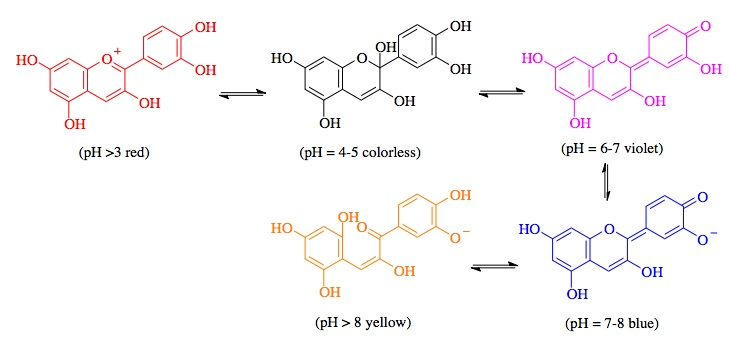 OH
HO
O
+
OH
OH
OH
(pH >3 red)
OH
HO
O
OH
OH
OH
OH
(pH = 4-5 colorless)
O
HO
O
OH
OH
OH
(pH = 6-7 violet)
OH
HO
OH
O
O−
OH
OH
(pH > 8 yellow)
O
HO
O
O−
OH
OH
(pH = 7-8 blue)